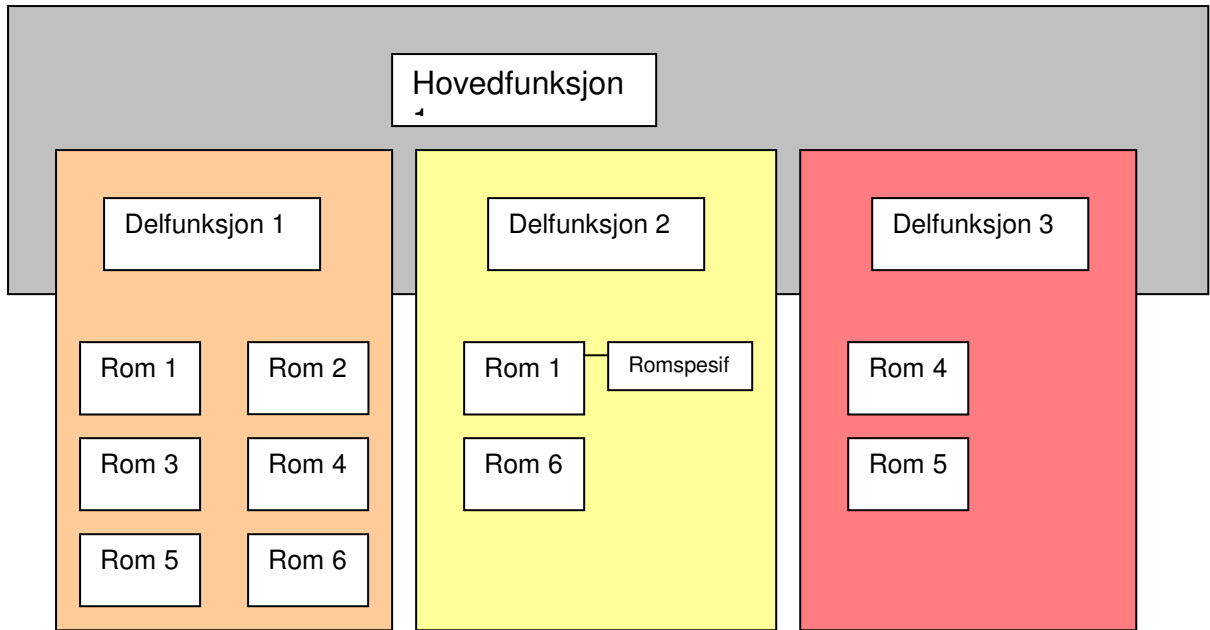 Hovedfunksjon
Delfunksjon 1
Delfunksjon 2
Delfunksjon 3
Rom 1
Rom 2
Rom 1
Romspesif
Rom 4
Rom 3
Rom 4
Rom 6
Rom 5
Rom 5
Rom 6